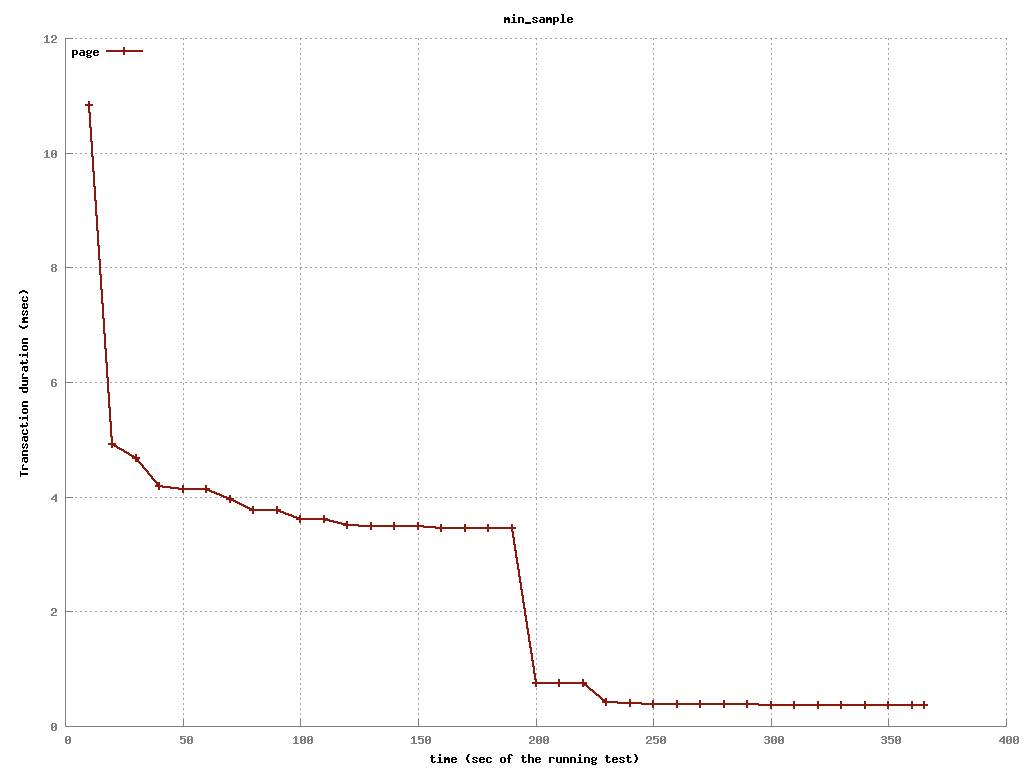 min_sample
page
12
10
8
6
4
2
0
Transaction duration (msec)
0 50 100 150 200 250 300 350 400
time (sec of the running test)